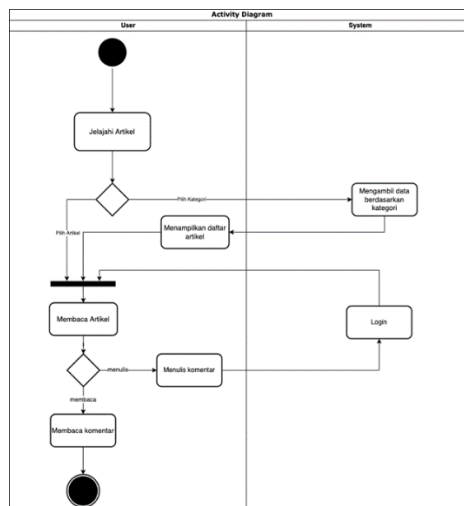 Activity Diagram
User
System
Jelajahi Artikel
Pilih Kategori
Mengambil data
berdasarkan
kategori
Menampilkan daftar
artikel
Pilih Artikel
Membaca Artikel
Login
menulis
Menulis komentar
membaca
Membaca komentar